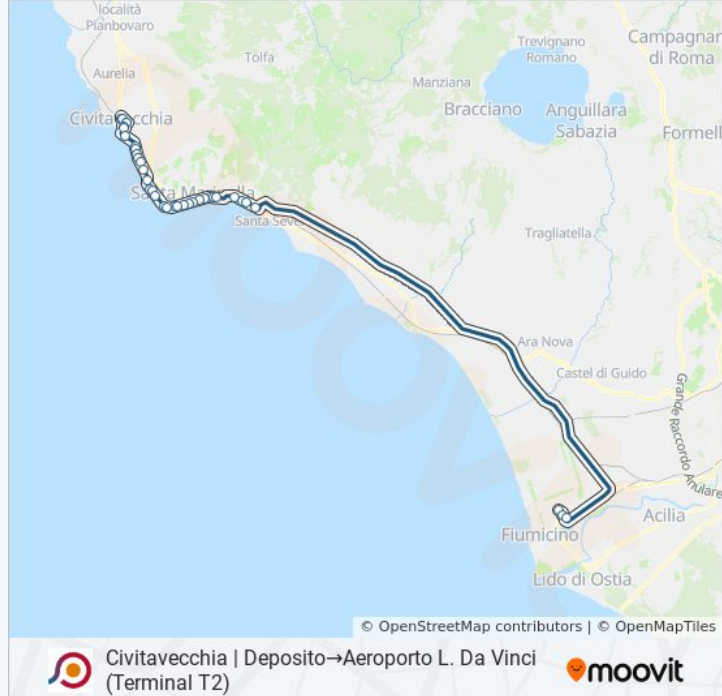 località
Pianbovaro
Aurelia
Tolfa
Civitavecchia
Santa Marinella
Santa Severa
Manziana
Bracciano
Trevignano
Romano
Anguillara
Sabazia
Campagnano
di Roma
Formell
Tragliatella
Ara Nova
Castel di Guido
Grande Raccordo Anulare
Acilia
Fiumicino
Lido di Ostia
© OpenStreetMap contributors | © OpenMapTiles
Civitavecchia | Deposito→Aeroporto L. Da Vinci
(Terminal T2)
moovit